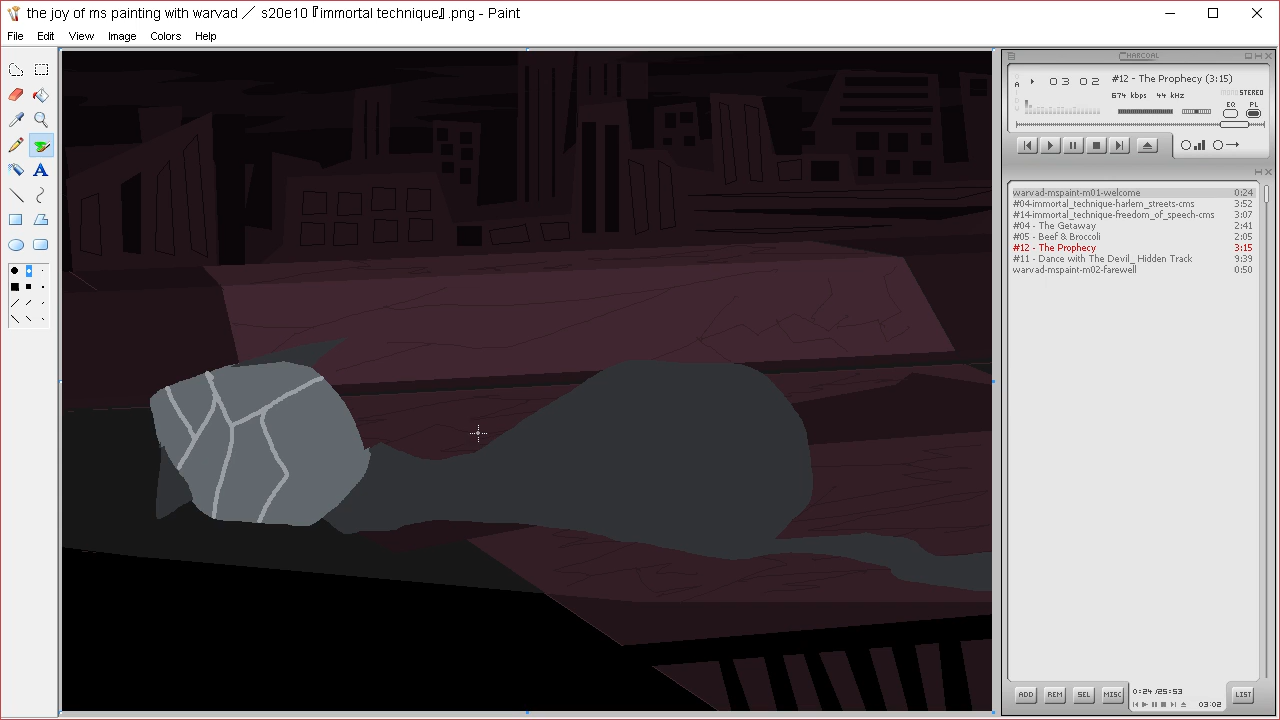 the joy of ms painting with warvad ／ s20e10『immortal technique』.png - Paint
File Edit View Image Colors Help
A
CHARCOAL
A
03 02
#12 - The Prophecy (3:15)
674 kbps 44 kHz
STEREO
EQ PL
warvad-mspaint-m01-welcome 0:24
#04-immortal_technique-harlem_streets-cms 3:52
#14-immortal_technique-freedom_of_speech-cms 3:07
#04 - The Getaway 2:41
#05 - Beef & Broccoli 2:05
#12 - The Prophecy 3:15
#11 - Dance with The Devil_ Hidden Track 9:39
warvad-mspaint-m02-farewell 0:50
ADD REM SEL MISC 0:24/25:53 LIST
03:02